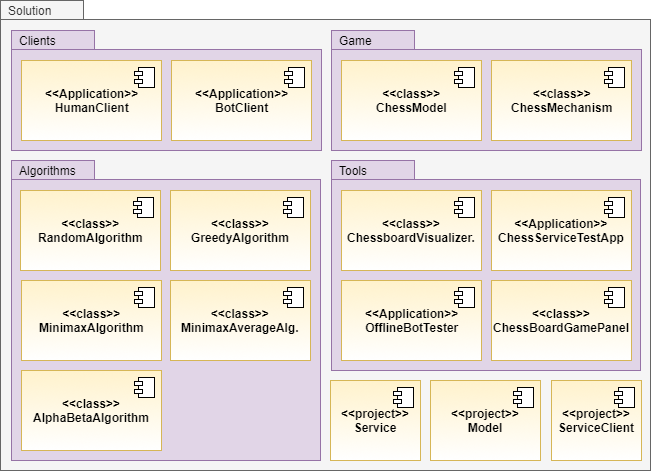 Solution
Clients
<<Application>>
HumanClient
<<Application>>
BotClient
Game
<<class>>
ChessModel
<<class>>
ChessMechanism
Algorithms
<<class>>
RandomAlgorithm
<<class>>
GreedyAlgorithm
<<class>>
MinimaxAlgorithm
<<class>>
MinimaxAverageAlg.
<<class>>
AlphaBetaAlgorithm
Tools
<<class>>
ChessboardVisualizer.
<<Application>>
ChessServiceTestApp
<<Application>>
OfflineBotTester
<<class>>
ChessBoardGamePanel
<<project>>
Service
<<project>>
Model
<<project>>
ServiceClient